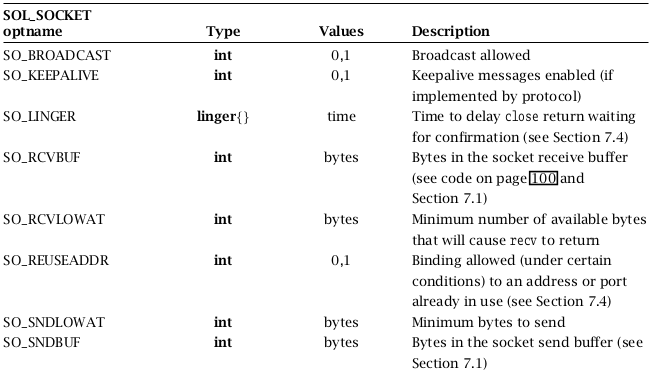 SOL_SOCKET
optname Type Values Description
SO_BROADCAST int 0,1 Broadcast allowed
SO_KEEPALIVE int 0,1 Keepalive messages enabled (if
implemented by protocol)
SO_LINGER linger{} time Time to delay close return waiting
for confirmation (see Section 7.4)
SO_RCVBUF int bytes Bytes in the socket receive buffer
(see code on page 100 and
Section 7.1)
SO_RCVLOWAT int bytes Minimum number of available bytes
that will cause recv to return
SO_REUSEADDR int 0,1 Binding allowed (under certain
conditions) to an address or port
already in use (see Section 7.4)
SO_SNDLOWAT int bytes Minimum bytes to send
SO_SNDBUF int bytes Bytes in the socket send buffer (see
Section 7.1)